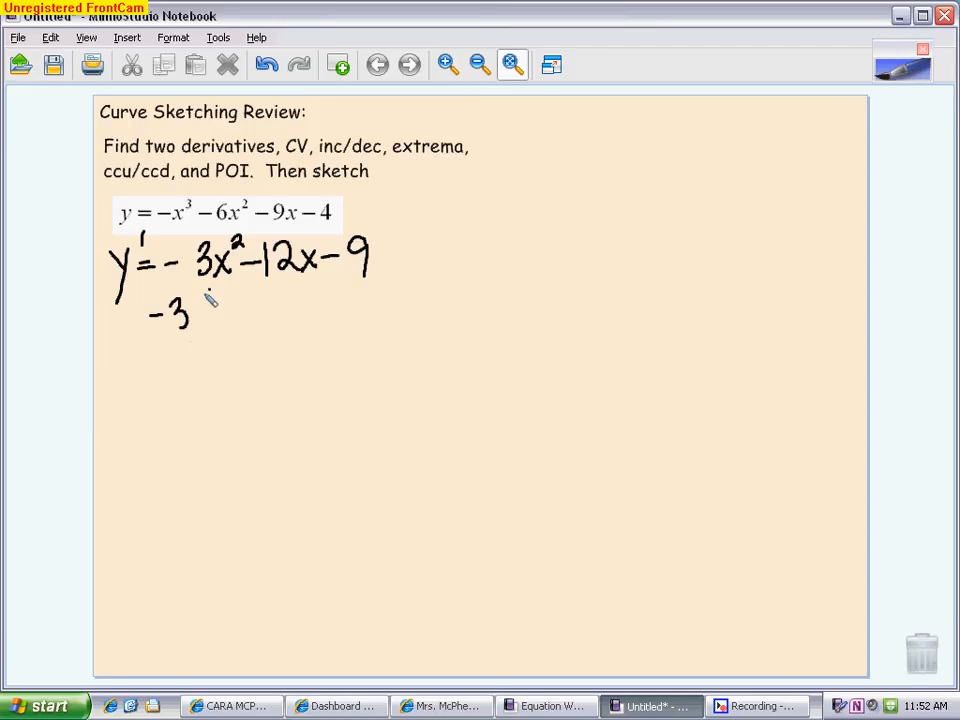 Unregistered FrontCam
Untitled* - MimioStudio Notebook
File Edit View Insert Format Tools Help
Curve Sketching Review:
Find two derivatives, CV, inc/dec, extrema,
ccu/ccd, and POI. Then sketch
y = -x³ - 6x² - 9x - 4
y' = - 3x² - 12x - 9
-3
start CARA MCP... Dashboard ... Mrs. McPhe... Equation W... Untitled* - ... Recording -... 11:52 AM